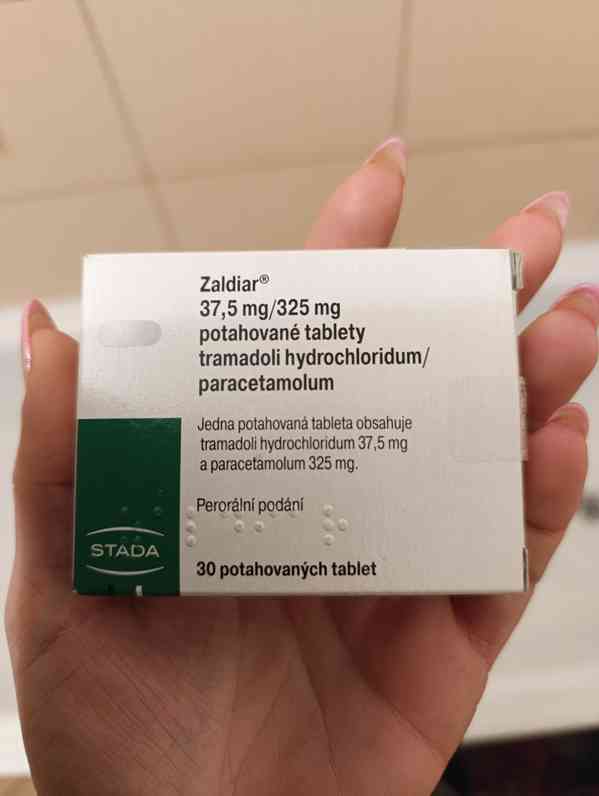 Zaldiar®
37,5 mg/325 mg
potahované tablety
tramadoli hydrochloridum/
paracetamolum
Jedna potahovaná tableta obsahuje
tramadoli hydrochloridum 37,5 mg
a paracetamolum 325 mg.
Perorální podání
STADA
30 potahovaných tablet